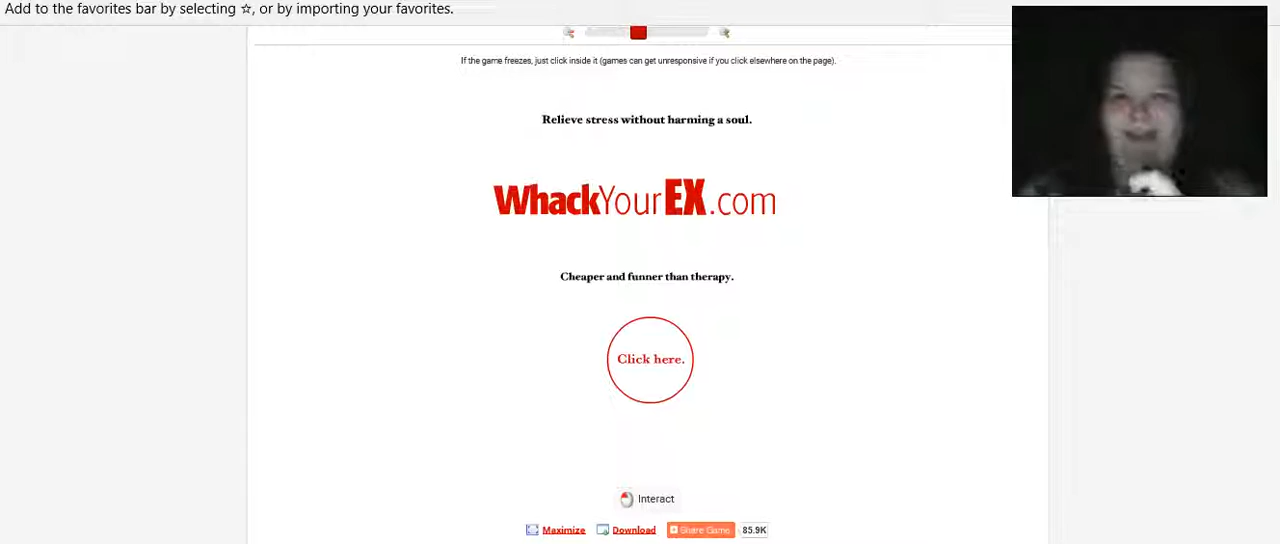 Add to the favorites bar by selecting ☆, or by importing your favorites.
If the game freezes, just click inside it (games can get unresponsive if you click elsewhere on the page).
Relieve stress without harming a soul.
WhackYourEX.com
Cheaper and funner than therapy.
Click here.
Interact
Maximize Download Share Game 85.9K